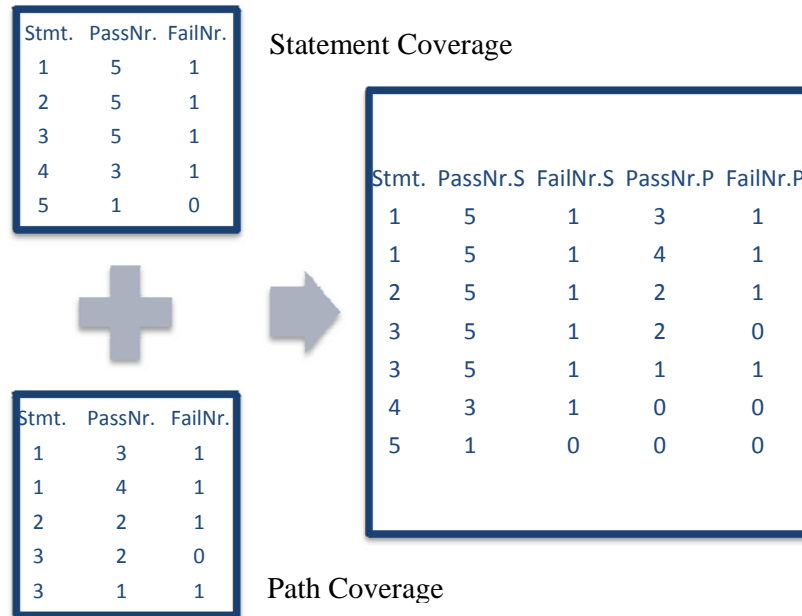 Stmt. PassNr. FailNr.
1 5 1
2 5 1
3 5 1
4 3 1
5 1 0
Statement Coverage
Stmt. PassNr.S FailNr.S PassNr.P FailNr.P
1 5 1 3 1
1 5 1 4 1
2 5 1 2 1
3 5 1 2 0
3 5 1 1 1
4 3 1 0 0
5 1 0 0 0
Stmt. PassNr. FailNr.
1 3 1
1 4 1
2 2 1
3 2 0
3 1 1
Path Coverage